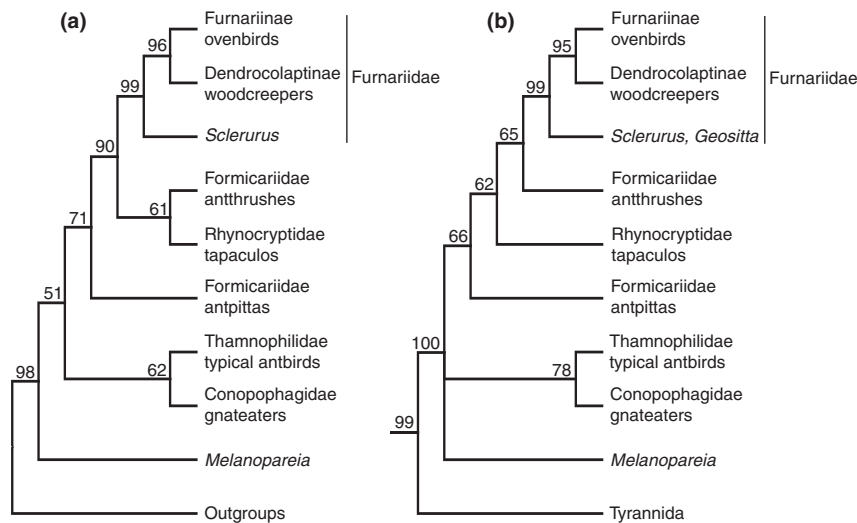 (a)
Furnariinae
ovenbirds
96
Dendrocolaptinae
woodcreepers
Furnariidae
99
Sclerurus
90
Formicariidae
antthrushes
61
Rhynocryptidae
tapaculos
71
Formicariidae
antpittas
51
Thamnophilidae
typical antbirds
62
Conopophagidae
gnateaters
98
Melanopareia
Outgroups
(b)
Furnariinae
ovenbirds
95
Dendrocolaptinae
woodcreepers
Furnariidae
99
Sclerurus, Geositta
65
Formicariidae
antthrushes
62
Rhynocryptidae
tapaculos
66
Formicariidae
antpittas
100
Thamnophilidae
typical antbirds
78
Conopophagidae
gnateaters
99
Melanopareia
Tyrannida